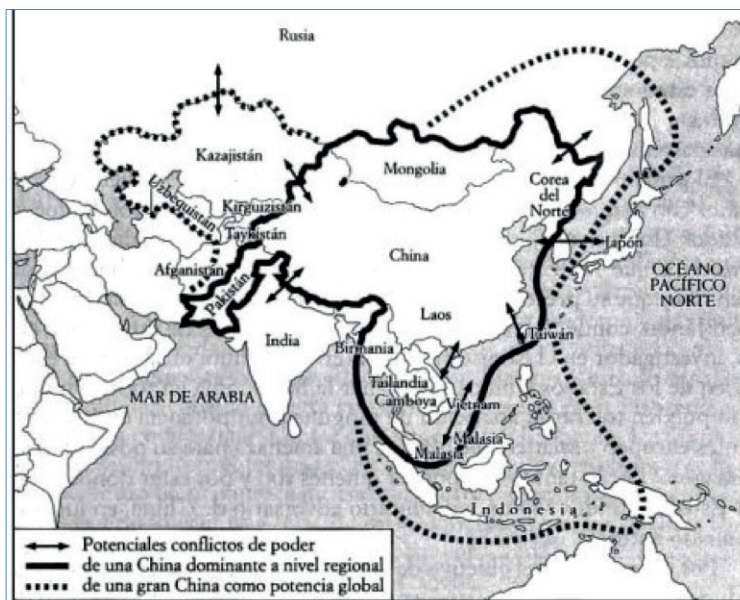 Rusia
Kazajistán
Mongolia
Uzbequistán
Kirguizistán
Corea
del
Norte
Taykistán
Japón
China
OCÉANO
PACÍFICO
NORTE
Afganistán
Pakistán
Laos
India
Birmania
Taiwán
MAR DE ARABIA
Tailandia
Camboya
Vietnam
Malasia
Malasia
Indonesia
Potenciales conflictos de poder
de una China dominante a nivel regional
de una gran China como potencia global